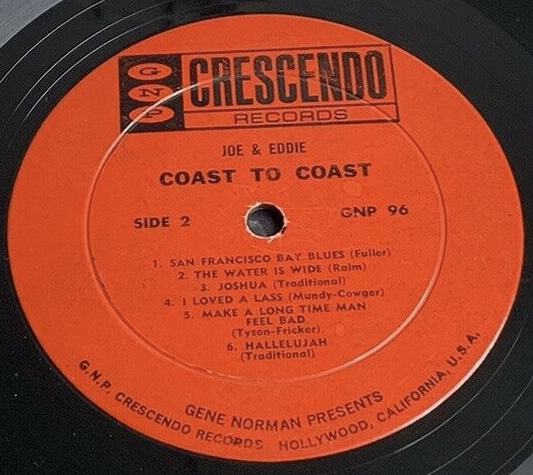 GNP CRESCENDO
RECORDS
JOE & EDDIE
COAST TO COAST
SIDE 2 GNP 96
1. SAN FRANCISCO BAY BLUES (Fuller)
2. THE WATER IS WIDE (Raim)
3. JOSHUA (Traditional)
4. I LOVED A LASS (Mundy-Cowger)
5. MAKE A LONG TIME MAN
FEEL BAD
(Tyson-Fricker)
6. HALLELUJAH
(Traditional)
GENE NORMAN PRESENTS
G.N.P. CRESCENDO RECORDS HOLLYWOOD, CALIFORNIA, U.S.A.